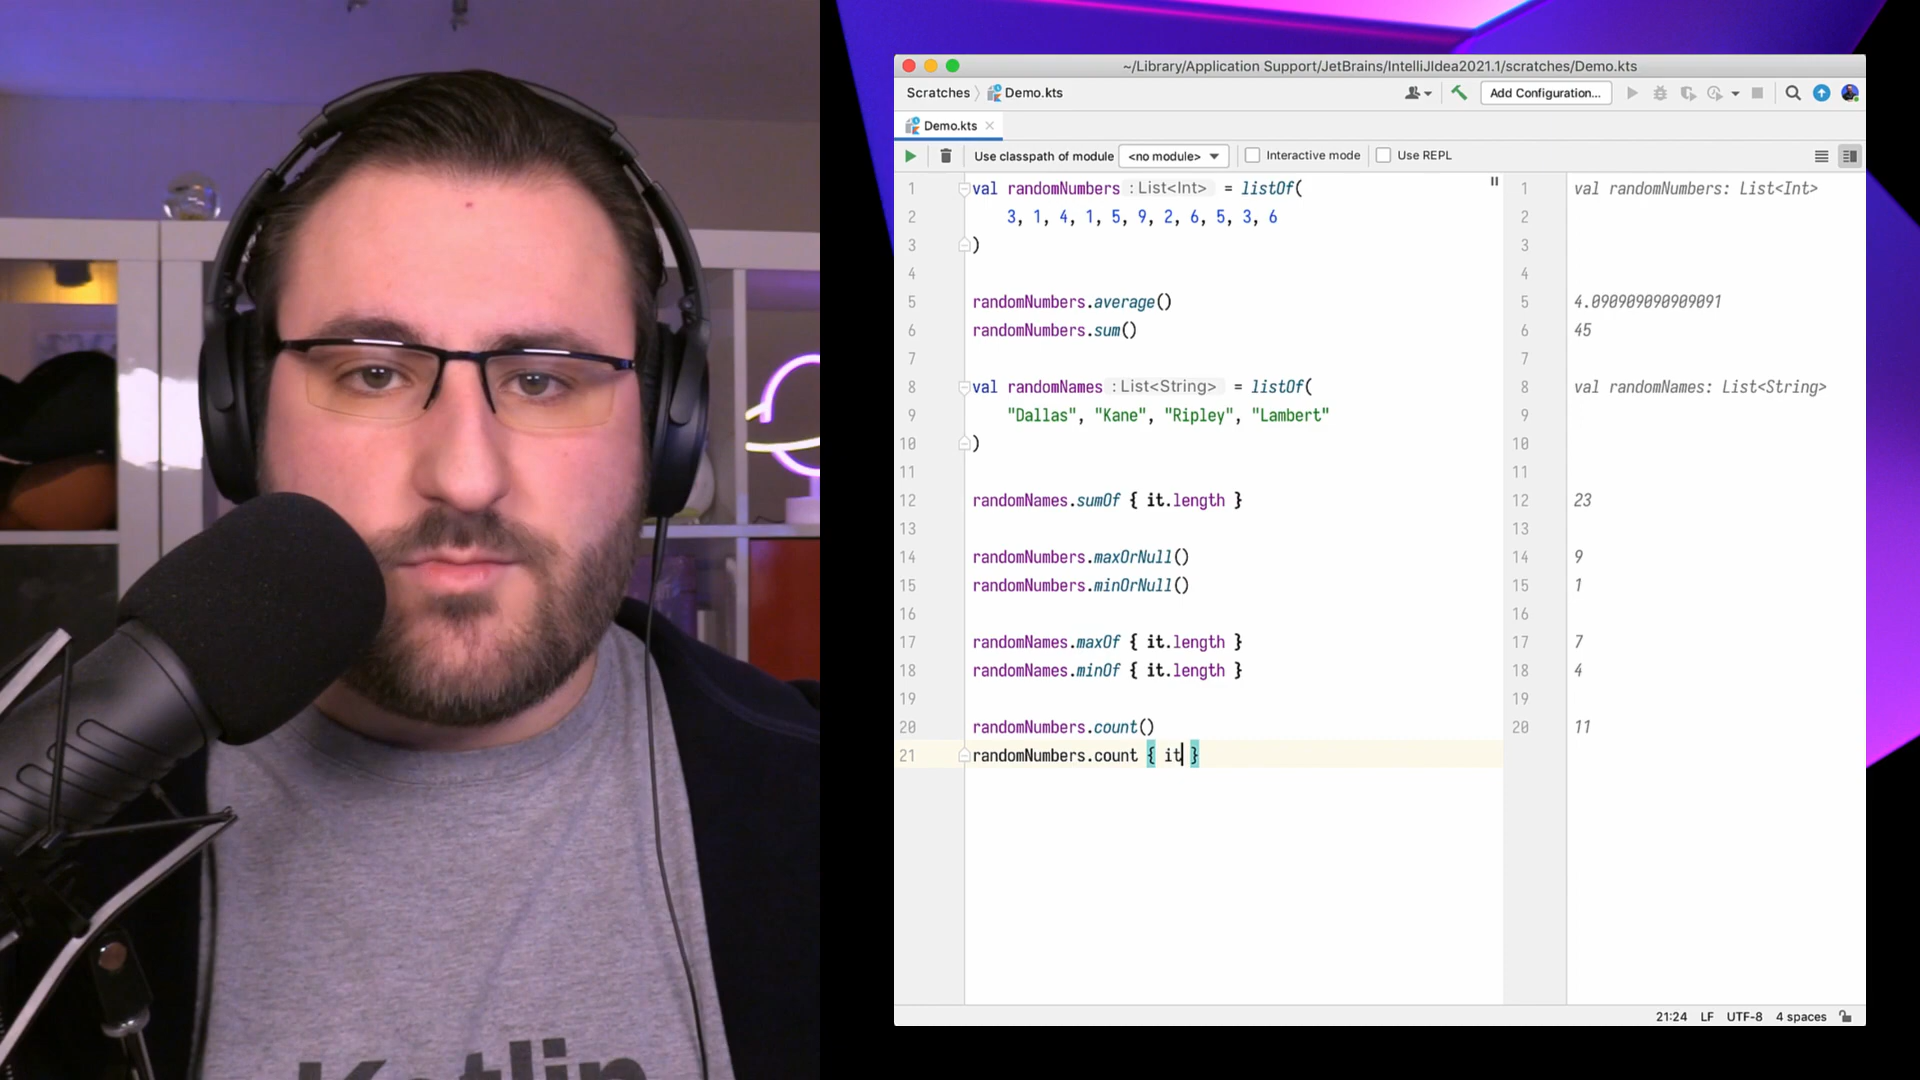 ~/Library/Application Support/JetBrains/IntelliJIdea2021.1/scratches/Demo.kts
Scratches Demo.kts Add Configuration...
Demo.kts
Use classpath of module <no module> Interactive mode Use REPL
1 val randomNumbers : List<Int> = listOf(
2 3, 1, 4, 1, 5, 9, 2, 6, 5, 3, 6
3 )
4
5 randomNumbers.average()
6 randomNumbers.sum()
7
8 val randomNames : List<String> = listOf(
9 "Dallas", "Kane", "Ripley", "Lambert"
10 )
11
12 randomNames.sumOf { it.length }
13
14 randomNumbers.maxOrNull()
15 randomNumbers.minOrNull()
16
17 randomNames.maxOf { it.length }
18 randomNames.minOf { it.length }
19
20 randomNumbers.count()
21 randomNumbers.count { it }
1 val randomNumbers: List<Int>
2
3
4
5 4.090909090909091
6 45
7
8 val randomNames: List<String>
9
10
11
12 23
13
14 9
15 1
16
17 7
18 4
19
20 11
21:24 LF UTF-8 4 spaces
Kotlin